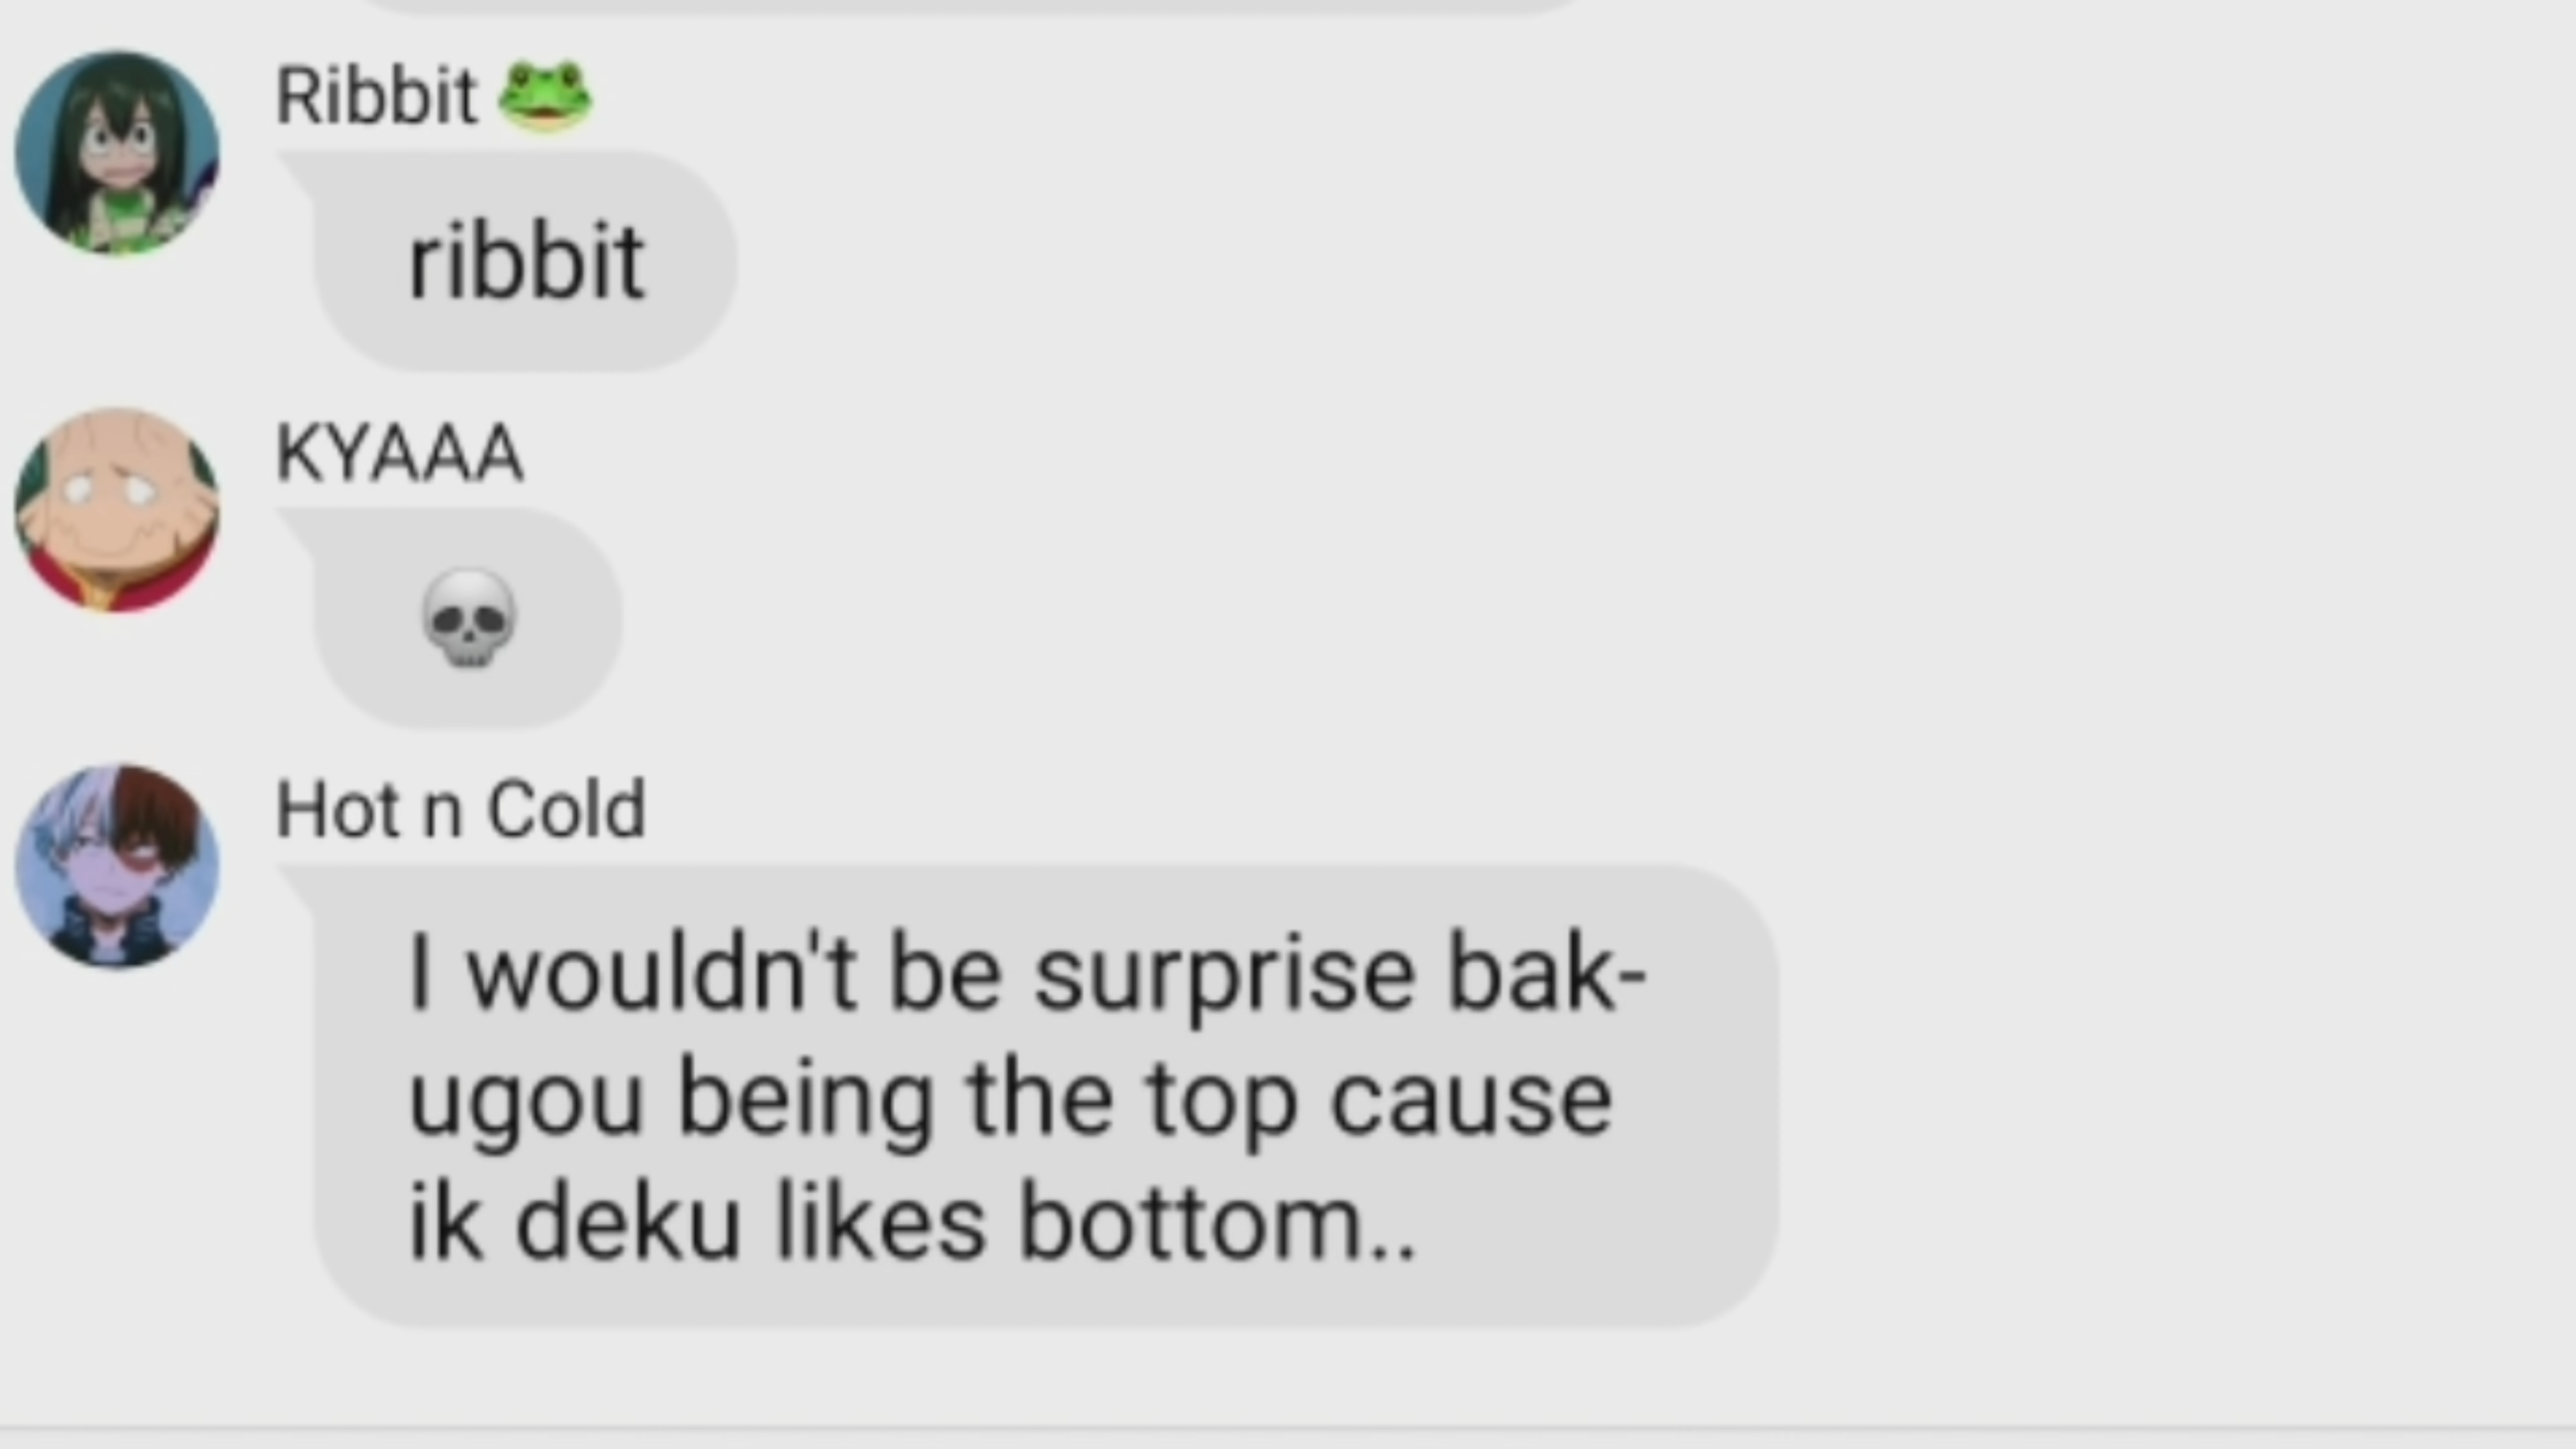 Ribbit 🐸
ribbit
KYAAA
💀
Hot n Cold
I wouldn't be surprise bak-
ugou being the top cause
ik deku likes bottom..